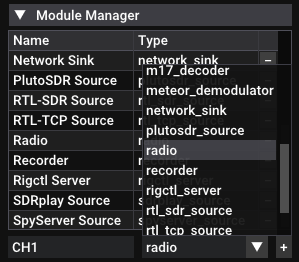 ▼ Module Manager
Name Type
Network Sink network_sink −
PlutoSDR Source
RTL-SDR Source
RTL-TCP Source
Radio
Recorder
Rigctl Server
SDRplay Source
SpyServer Source
m17_decoder
meteor_demodulator
network_sink
plutosdr_source
radio
recorder
rigctl_server
rtl_sdr_source
rtl_tcp_source
CH1 radio ▼ +